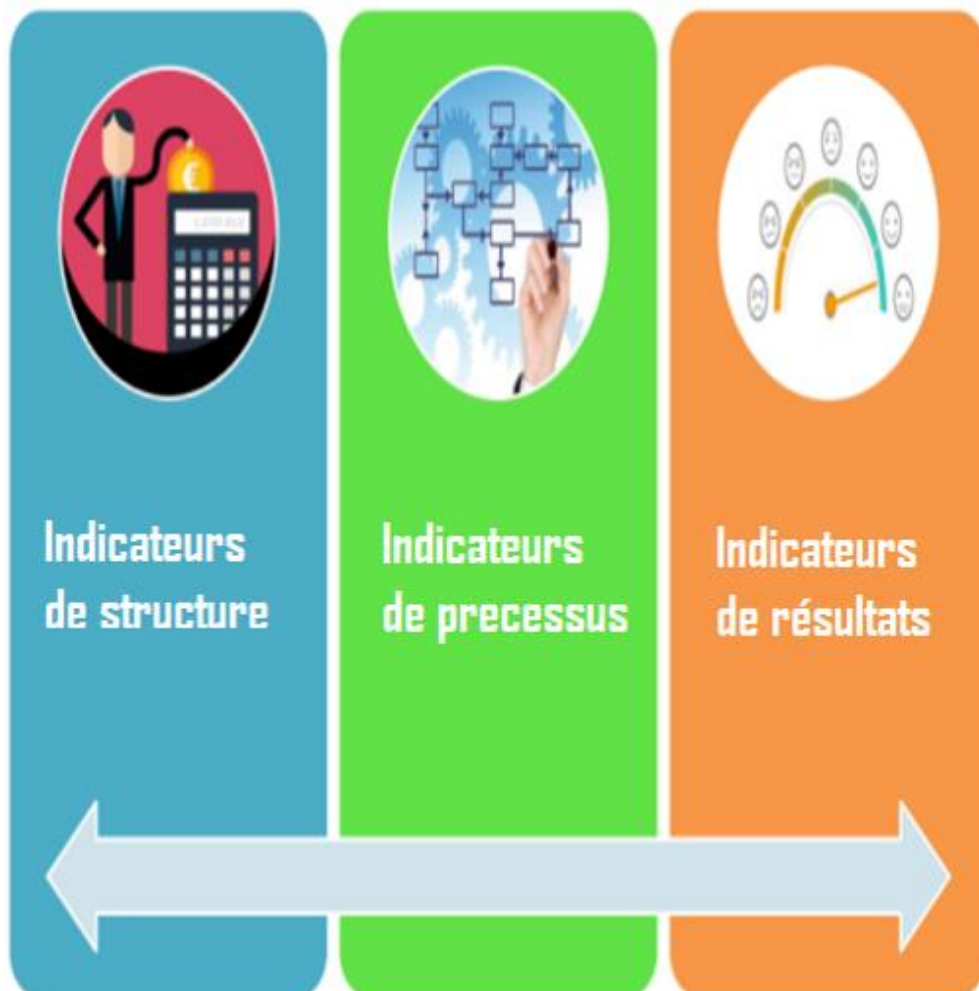 Indicateurs
de structure
Indicateurs
de precessus
Indicateurs
de résultats